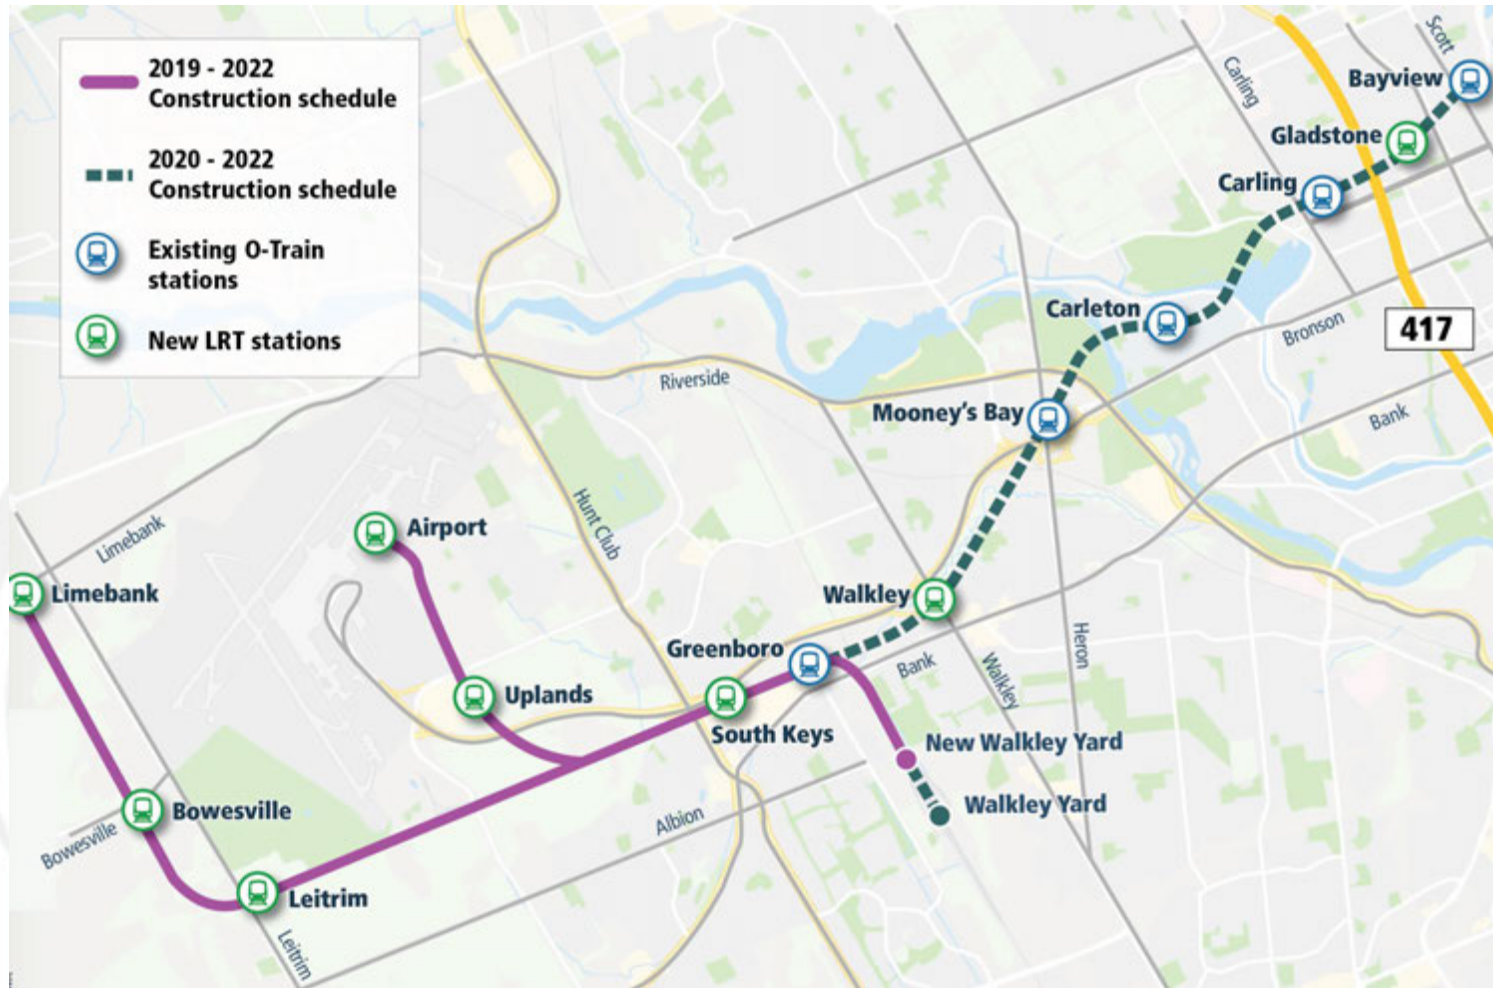 2019 - 2022
Construction schedule
2020 - 2022
Construction schedule
Existing O-Train
stations
New LRT stations
Scott
Bayview
Carling
Gladstone
Carling
Carleton
Bronson
417
Riverside
Mooney's Bay
Bank
Hunt Club
Limebank
Airport
Limebank
Walkley
Greenboro
Bank
Walkley
Heron
Uplands
South Keys
New Walkley Yard
Walkley Yard
Bowesville
Albion
Bowesville
Leitrim
Leitrim